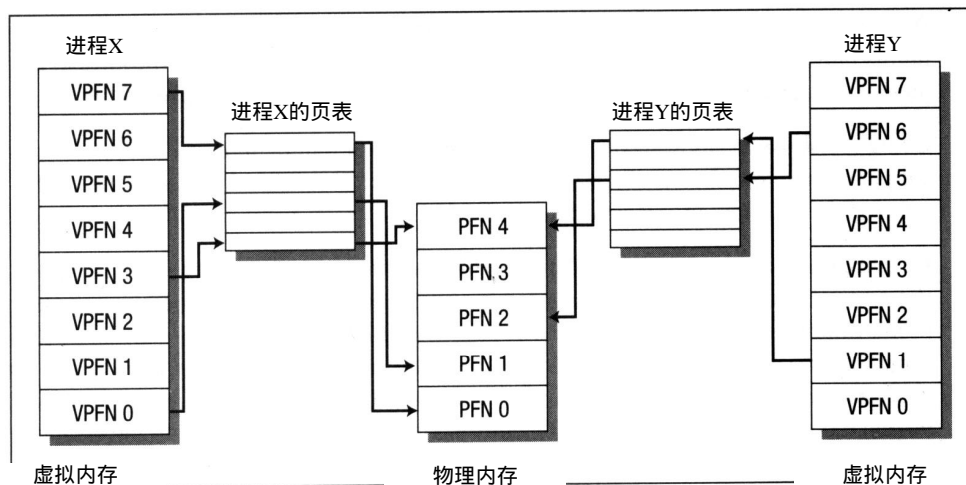 进程X
VPFN 7
VPFN 6
VPFN 5
VPFN 4
VPFN 3
VPFN 2
VPFN 1
VPFN 0
虚拟内存
进程X的页表
PFN 4
PFN 3
PFN 2
PFN 1
PFN 0
物理内存
进程Y的页表
进程Y
VPFN 7
VPFN 6
VPFN 5
VPFN 4
VPFN 3
VPFN 2
VPFN 1
VPFN 0
虚拟内存